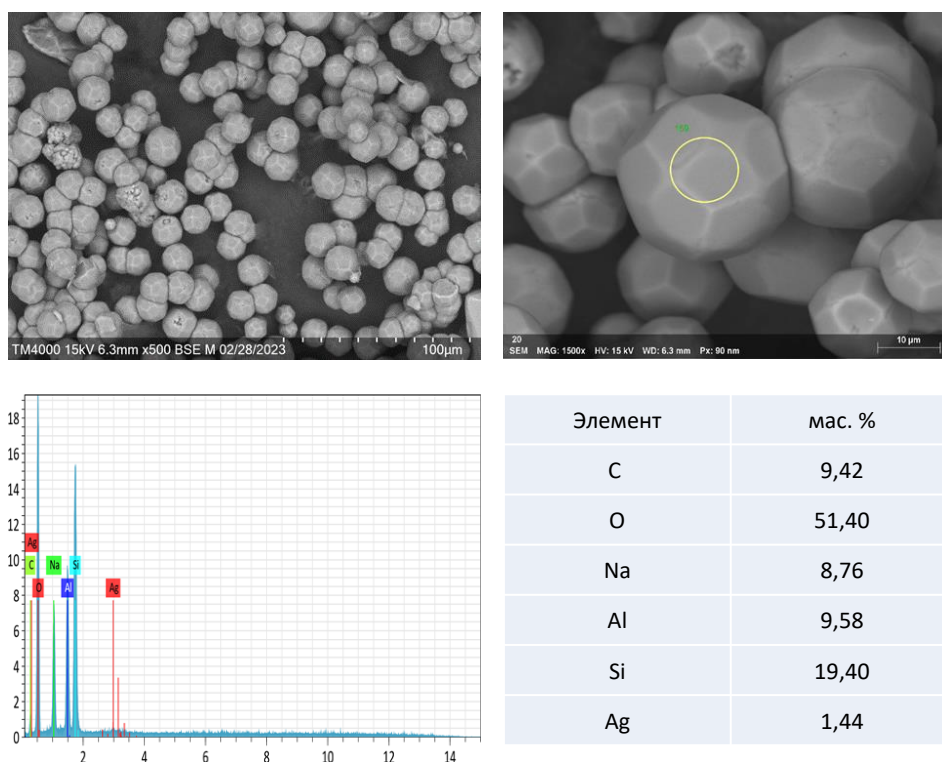 TM4000 15kV 6.3mm x500 BSE M 02/28/2023 100μm
20
SEM MAG: 1500x HV: 15 kV WD: 6.3 mm Px: 90 nm 10 μm
18
16
14
12
10
8
6
4
2
0
Ag
C
O
Na
Al
Si
Ag
2 4 6 8 10 12 14
Элемент мас. %
C 9,42
O 51,40
Na 8,76
Al 9,58
Si 19,40
Ag 1,44